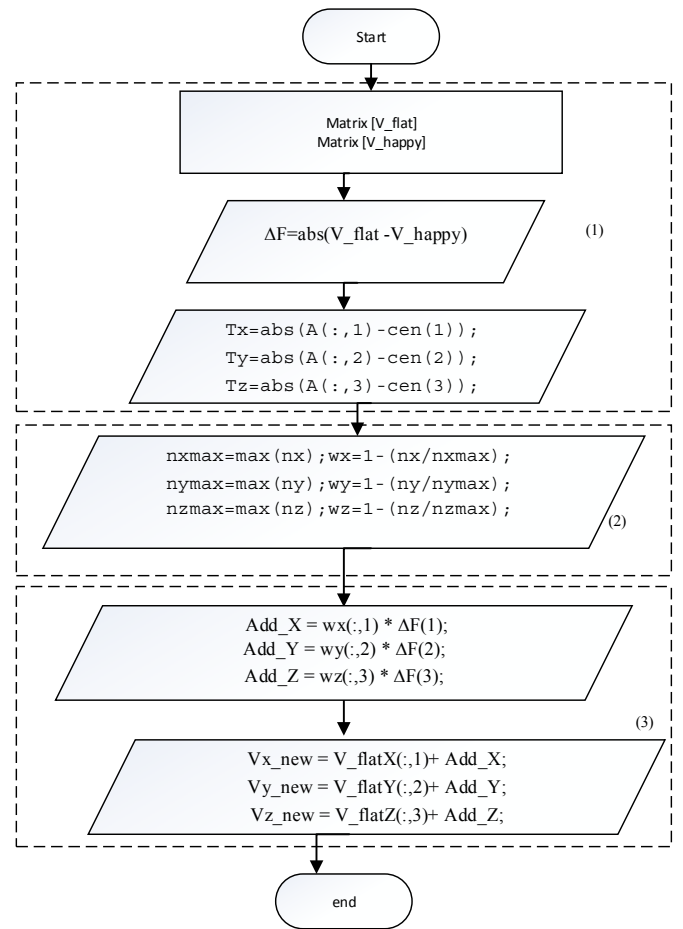 Start
Matrix [V_flat]
Matrix [V_happy]
ΔF=abs(V_flat -V_happy)
(1)
Tx=abs(A(:,1)-cen(1));
Ty=abs(A(:,2)-cen(2));
Tz=abs(A(:,3)-cen(3));
nxmax=max(nx);wx=1-(nx/nxmax);
nymax=max(ny);wy=1-(ny/nymax);
nzmax=max(nz);wz=1-(nz/nzmax);
(2)
Add_X = wx(:,1) * ΔF(1);
Add_Y = wy(:,2) * ΔF(2);
Add_Z = wz(:,3) * ΔF(3);
(3)
Vx_new = V_flatX(:,1)+ Add_X;
Vy_new = V_flatY(:,2)+ Add_Y;
Vz_new = V_flatZ(:,3)+ Add_Z;
end